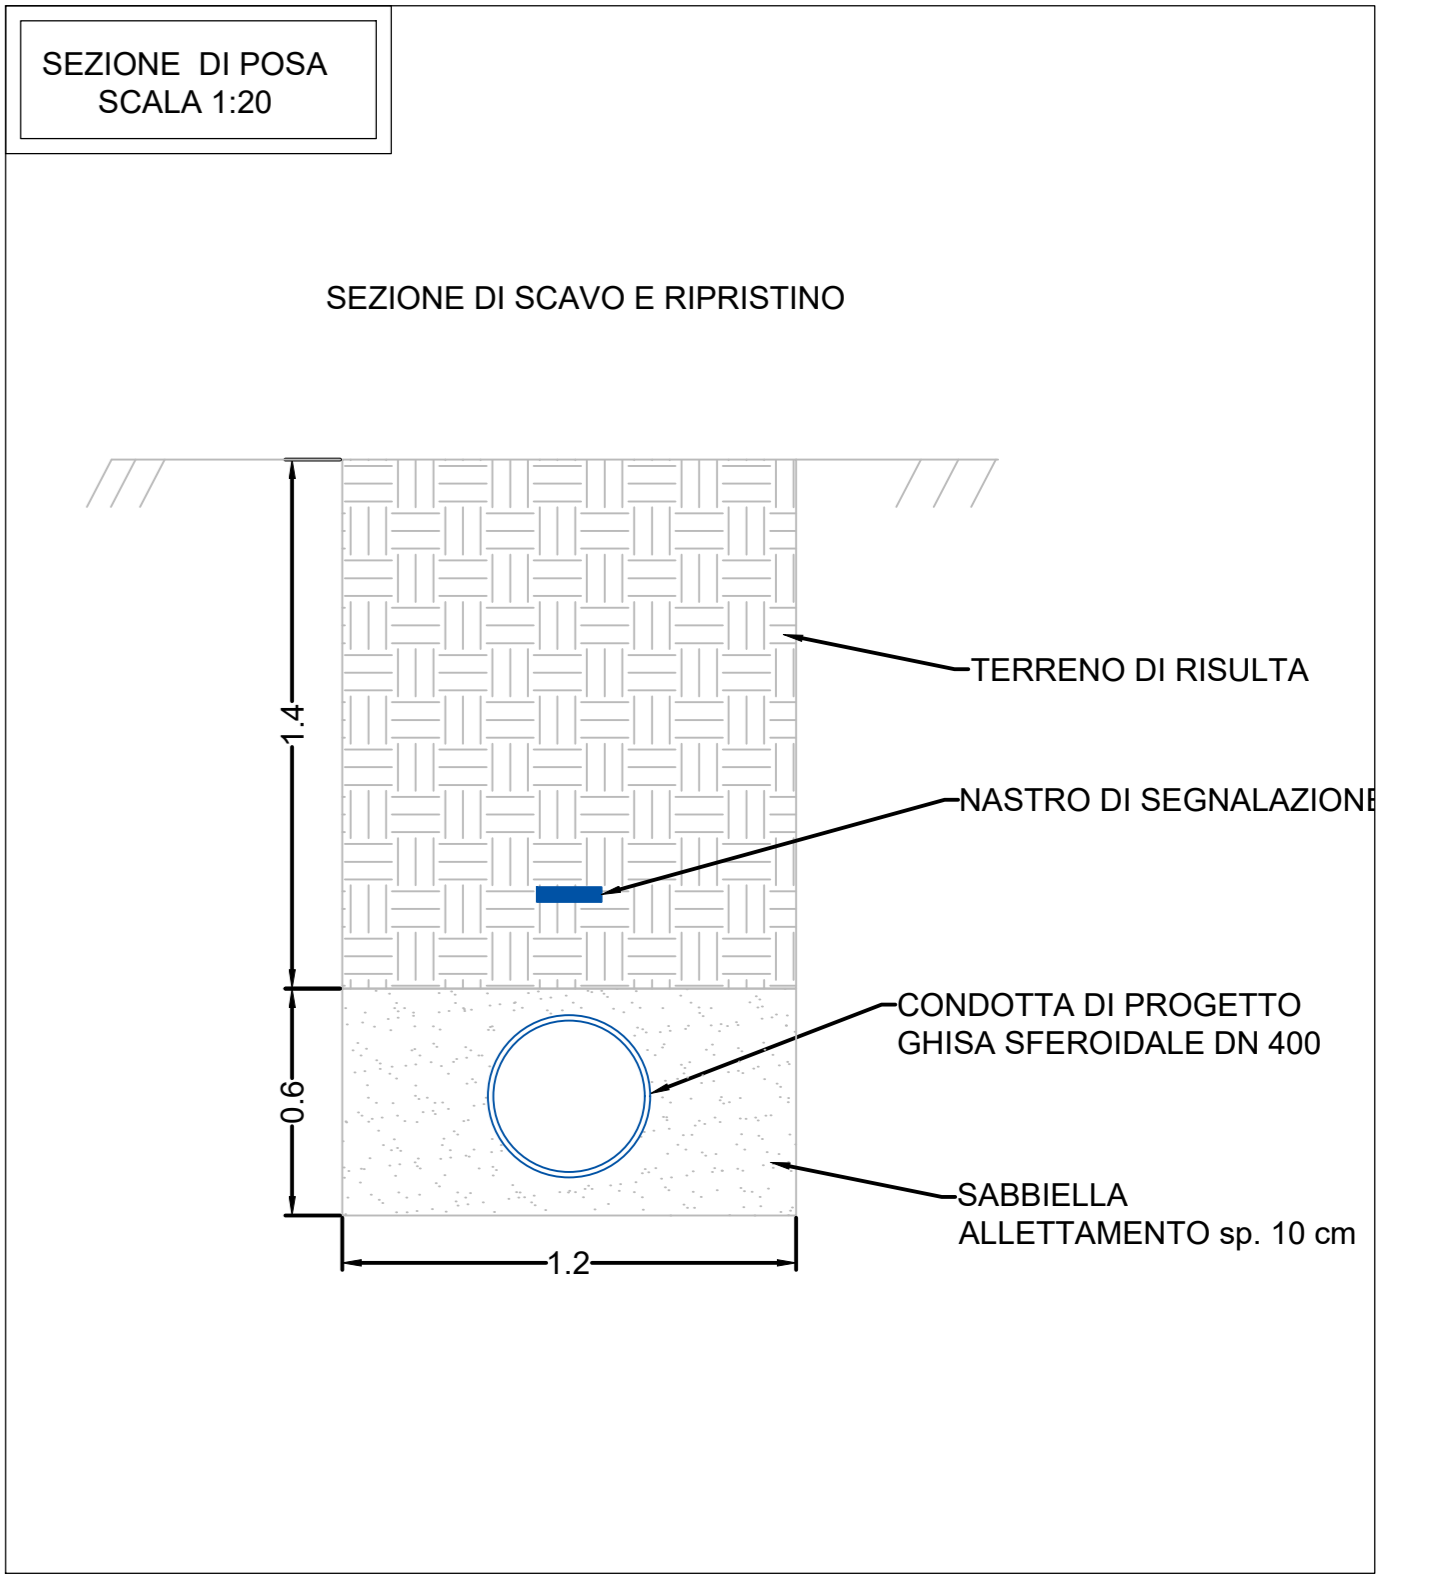 SEZIONE DI POSA
SCALA 1:20
SEZIONE DI SCAVO E RIPRISTINO
1.4
TERRENO DI RISULTA
NASTRO DI SEGNALAZIONE
CONDOTTA DI PROGETTO
GHISA SFEROIDALE DN 400
0.6
SABBIELLA
ALLETTAMENTO sp. 10 cm
1.2